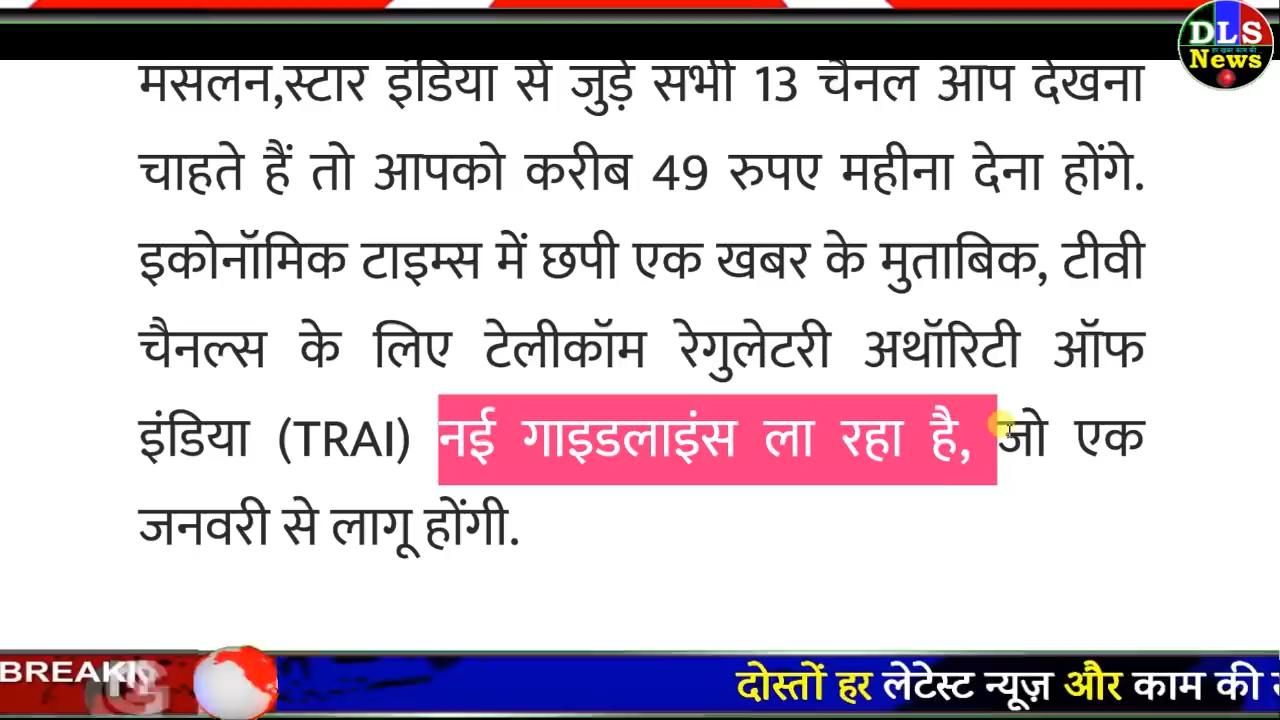 DLS
News
मसलन,स्टार इंडिया से जुड़े सभी 13 चैनल आप देखना
चाहते हैं तो आपको करीब 49 रुपए महीना देना होंगे.
इकोनॉमिक टाइम्स में छपी एक खबर के मुताबिक, टीवी
चैनल्स के लिए टेलीकॉम रेगुलेटरी अथॉरिटी ऑफ
इंडिया (TRAI) नई गाइडलाइंस ला रहा है, जो एक
जनवरी से लागू होंगी.
BREAKI
दोस्तों हर लेटेस्ट न्यूज़ और काम की